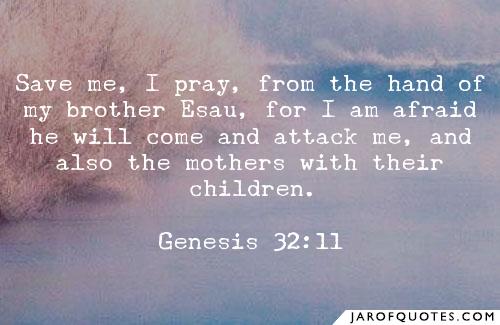 Save me, I pray, from the hand of
my brother Esau, for I am afraid
he will come and attack me, and
also the mothers with their
children.
Genesis 32:11
JAROFQUOTES.COM